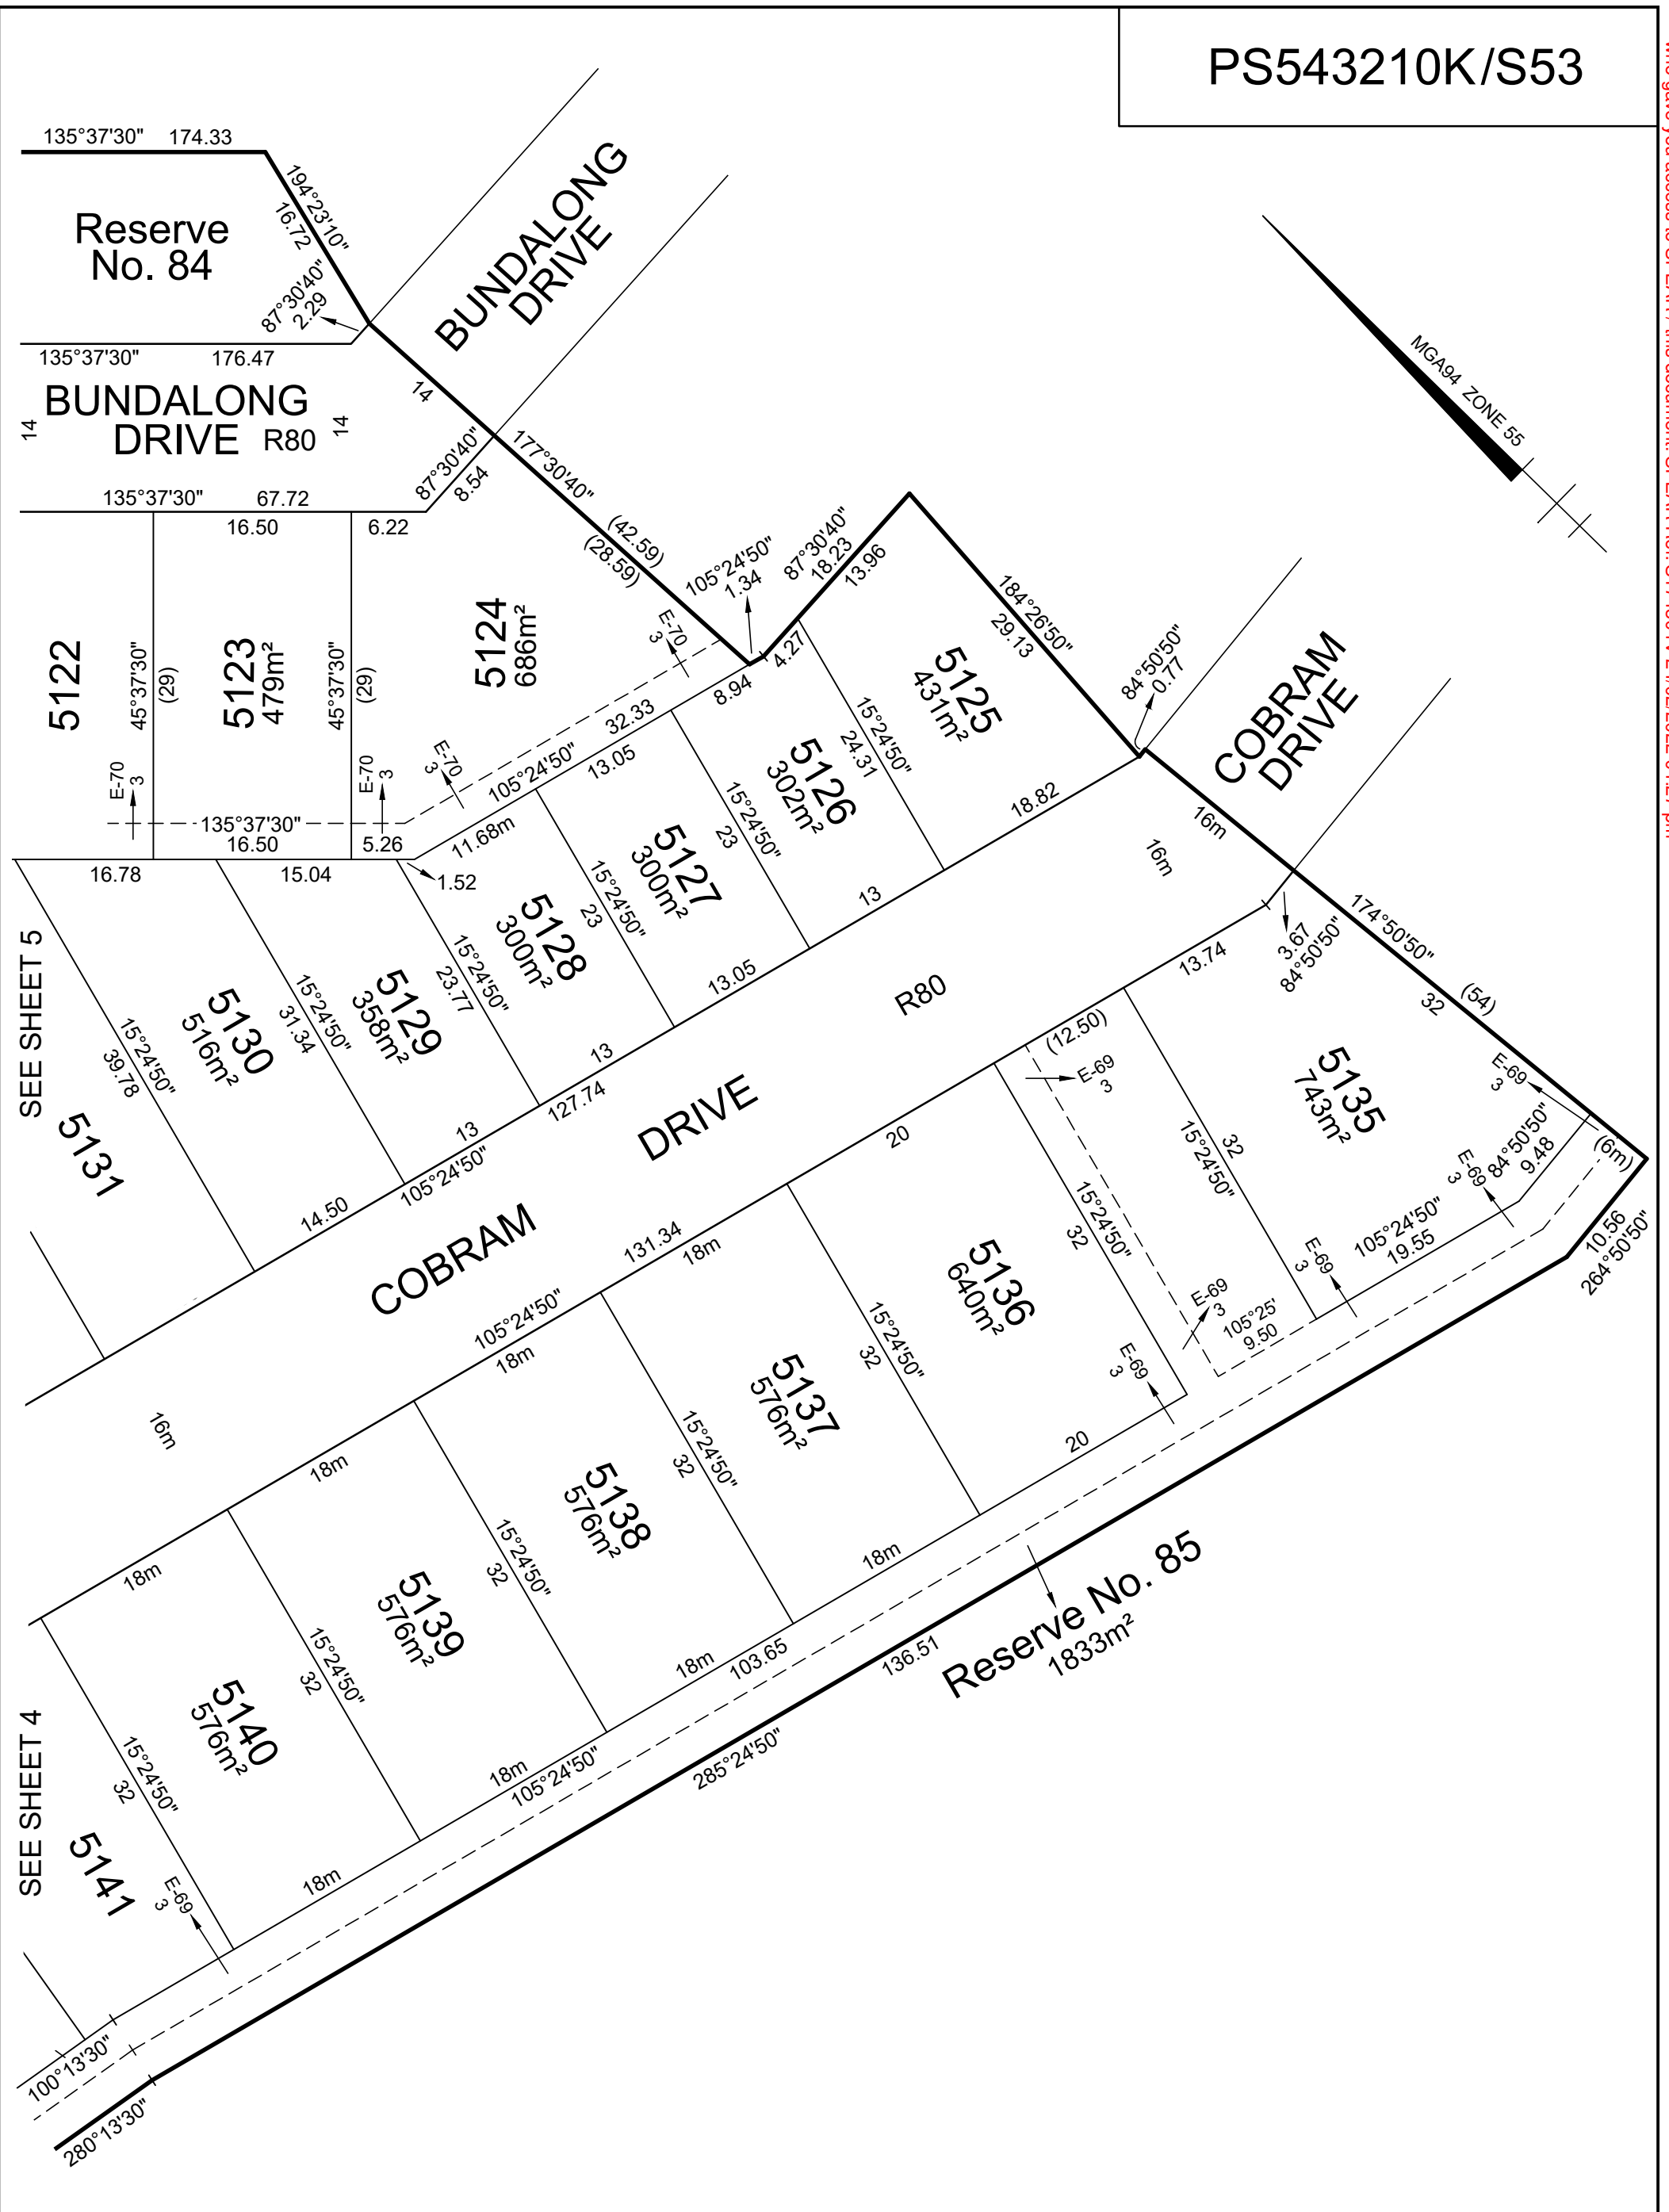 PS543210K/S53
135°37'30" 174.33
194°23'10"
16.72
Reserve
No. 84
87°30'40"
2.29
BUNDALONG
DRIVE
135°37'30" 176.47
BUNDALONG
DRIVE R80
14
14
14
MGA94 ZONE 55
87°30'40"
8.54
177°30'40"
(42.59)
(28.59)
135°37'30" 67.72
16.50
6.22
105°24'50"
1.34
87°30'40"
18.23
13.96
4.27
184°26'50"
29.13
84°50'50"
0.77
COBRAM
DRIVE
5122
45°37'30"
(29)
5123
479m²
45°37'30"
(29)
5124
686m²
E-70
3
E-70
3
E-70
3
E-70
3
135°37'30"
16.50
5.26
105°24'50"
32.33
8.94
13.05
11.68m
1.52
16.78
15.04
5125
431m²
15°24'50"
24.31
18.82
5126
302m²
15°24'50"
23
13
5127
300m²
15°24'50"
23
13.05
5128
300m²
15°24'50"
23.77
13
5129
358m²
15°24'50"
31.34
13
5130
516m²
15°24'50"
39.78
14.50
5131
SEE SHEET 5
105°24'50"
127.74
16m
16m
R80
COBRAM
DRIVE
16m
3.67
84°50'50"
174°50'50"
(54)
32
13.74
(12.50)
E-69
3
5135
743m²
15°24'50"
32
E-69
3
84°50'50"
9.48
(6m)
E-69
3
105°24'50"
19.55
E-69
3
10.56
264°50'50"
E-69
3
105°25'
9.50
20
131.34
105°24'50"
5136
640m²
15°24'50"
32
E-69
3
20
18m
5137
576m²
15°24'50"
32
18m
18m
5138
576m²
15°24'50"
32
18m
18m
5139
576m²
15°24'50"
32
18m
18m
5140
576m²
15°24'50"
32
18m
15°24'50"
32
5141
E-69
3
SEE SHEET 4
103.65
105°24'50"
136.51
285°24'50"
Reserve No. 85
1833m²
100°13'30"
280°13'30"